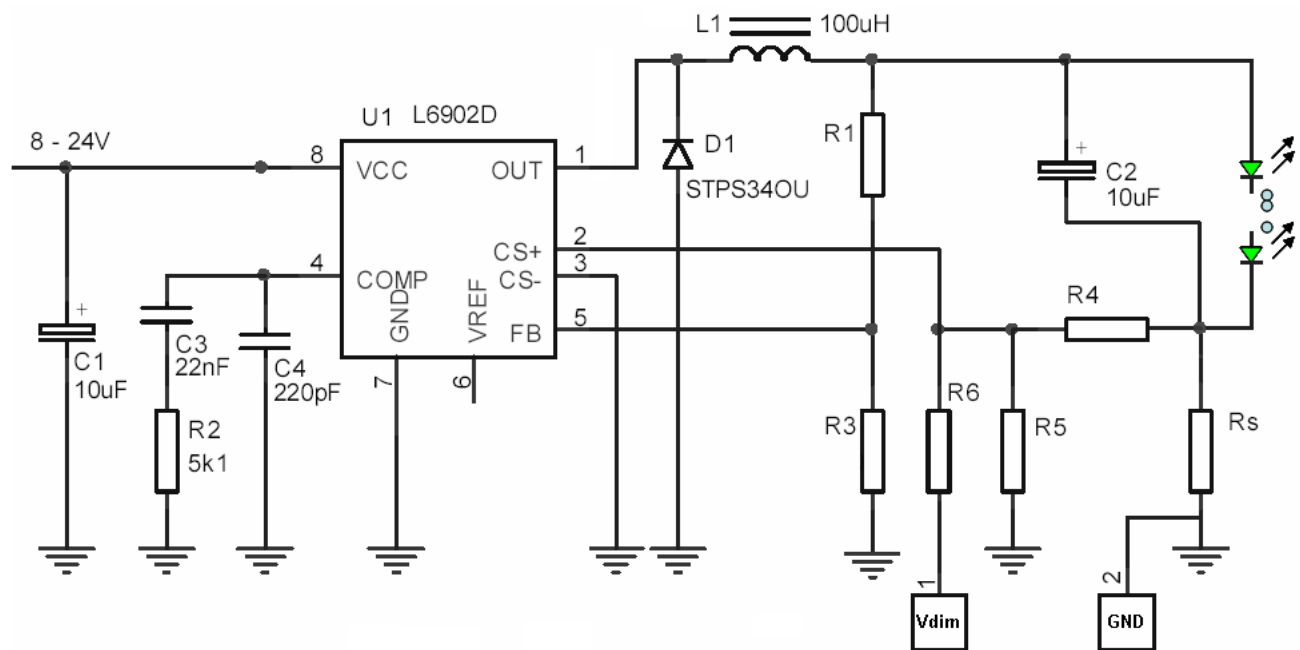 L1 100uH
U1 L6902D
8 - 24V
8
VCC
OUT
1
R1
D1
STPS34OU
+
C2
10uF
CS+
2
CS-
3
4
COMP
GND
VREF
FB
5
7
6
+
C1
10uF
C3
22nF
C4
220pF
R2
5k1
R4
R3
R6
R5
Rs
1
Vdim
2
GND